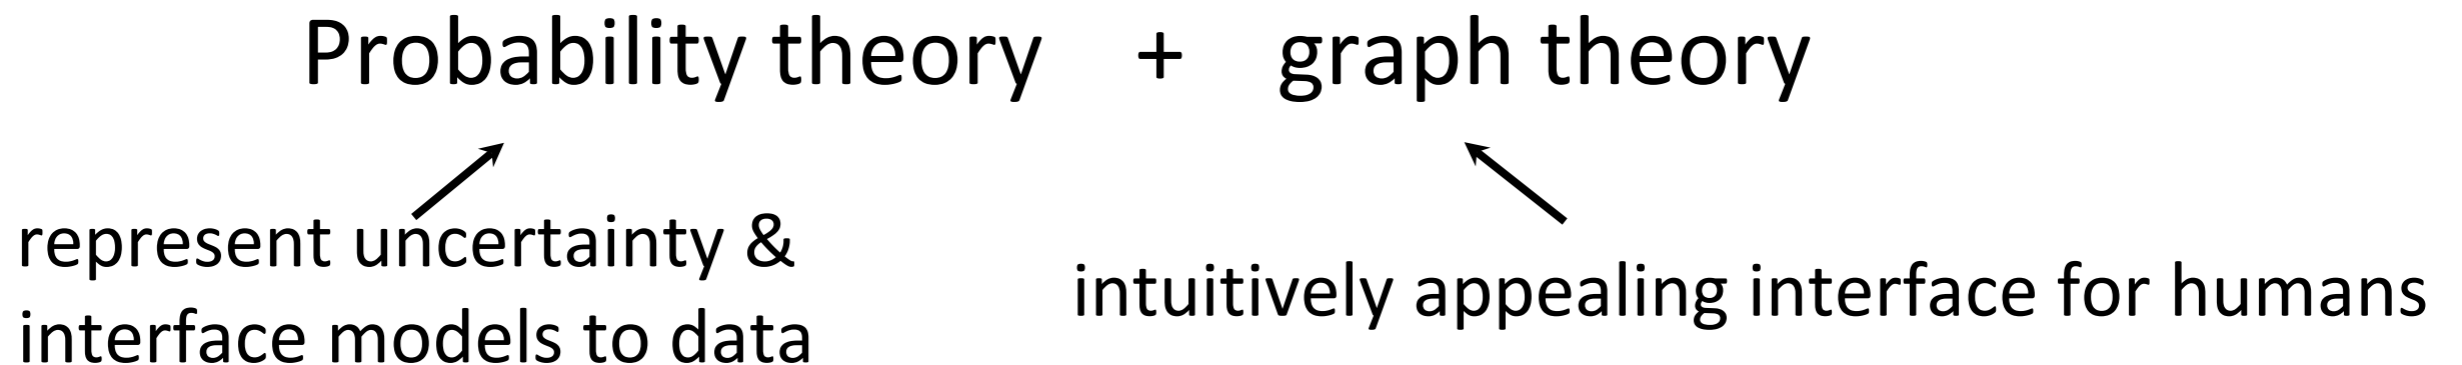 Probability theory + graph theory
represent uncertainty &
interface models to data
intuitively appealing interface for humans